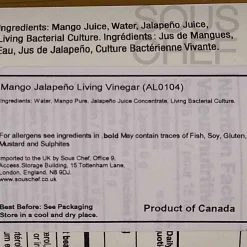 Ingredients: Mango Juice, Water, Jalapeño Juice,
Living Bacterial Culture. Ingrédients : Jus de Mangues,
Eau, Jus de Jalapeño, Culture Bactérienne Vivante.
SOUS
CHEF
Mango Jalapeño Living Vinegar (AL0104)
Ingredients: Water, Mango Pure, Jalapeño Juice Concentrate, Living Bacterial Culture.
For allergens see ingredients in .bold May contain traces of Fish, Soy, Gluten,
Mustard and Sulphites
Imported to the UK by Sous Chef, Office 9,
Access Storage Building, 15 Tottenham Lane,
London, England, N8 9DJ
www.souschef.co.uk
Best Before: See Packaging
Store in a cool and dry place.
Product of Canada